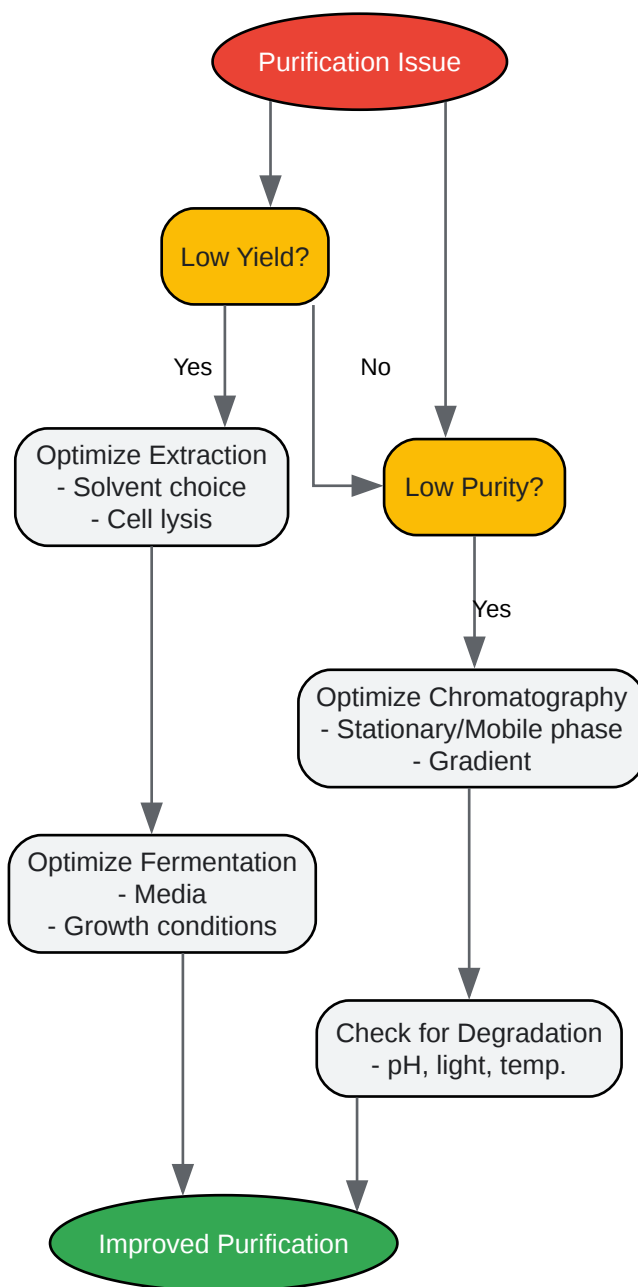 Purification Issue
Low Yield?
Yes
No
Optimize Extraction
- Solvent choice
- Cell lysis
Low Purity?
Yes
Optimize Chromatography
- Stationary/Mobile phase
- Gradient
Optimize Fermentation
- Media
- Growth conditions
Check for Degradation
- pH, light, temp.
Improved Purification